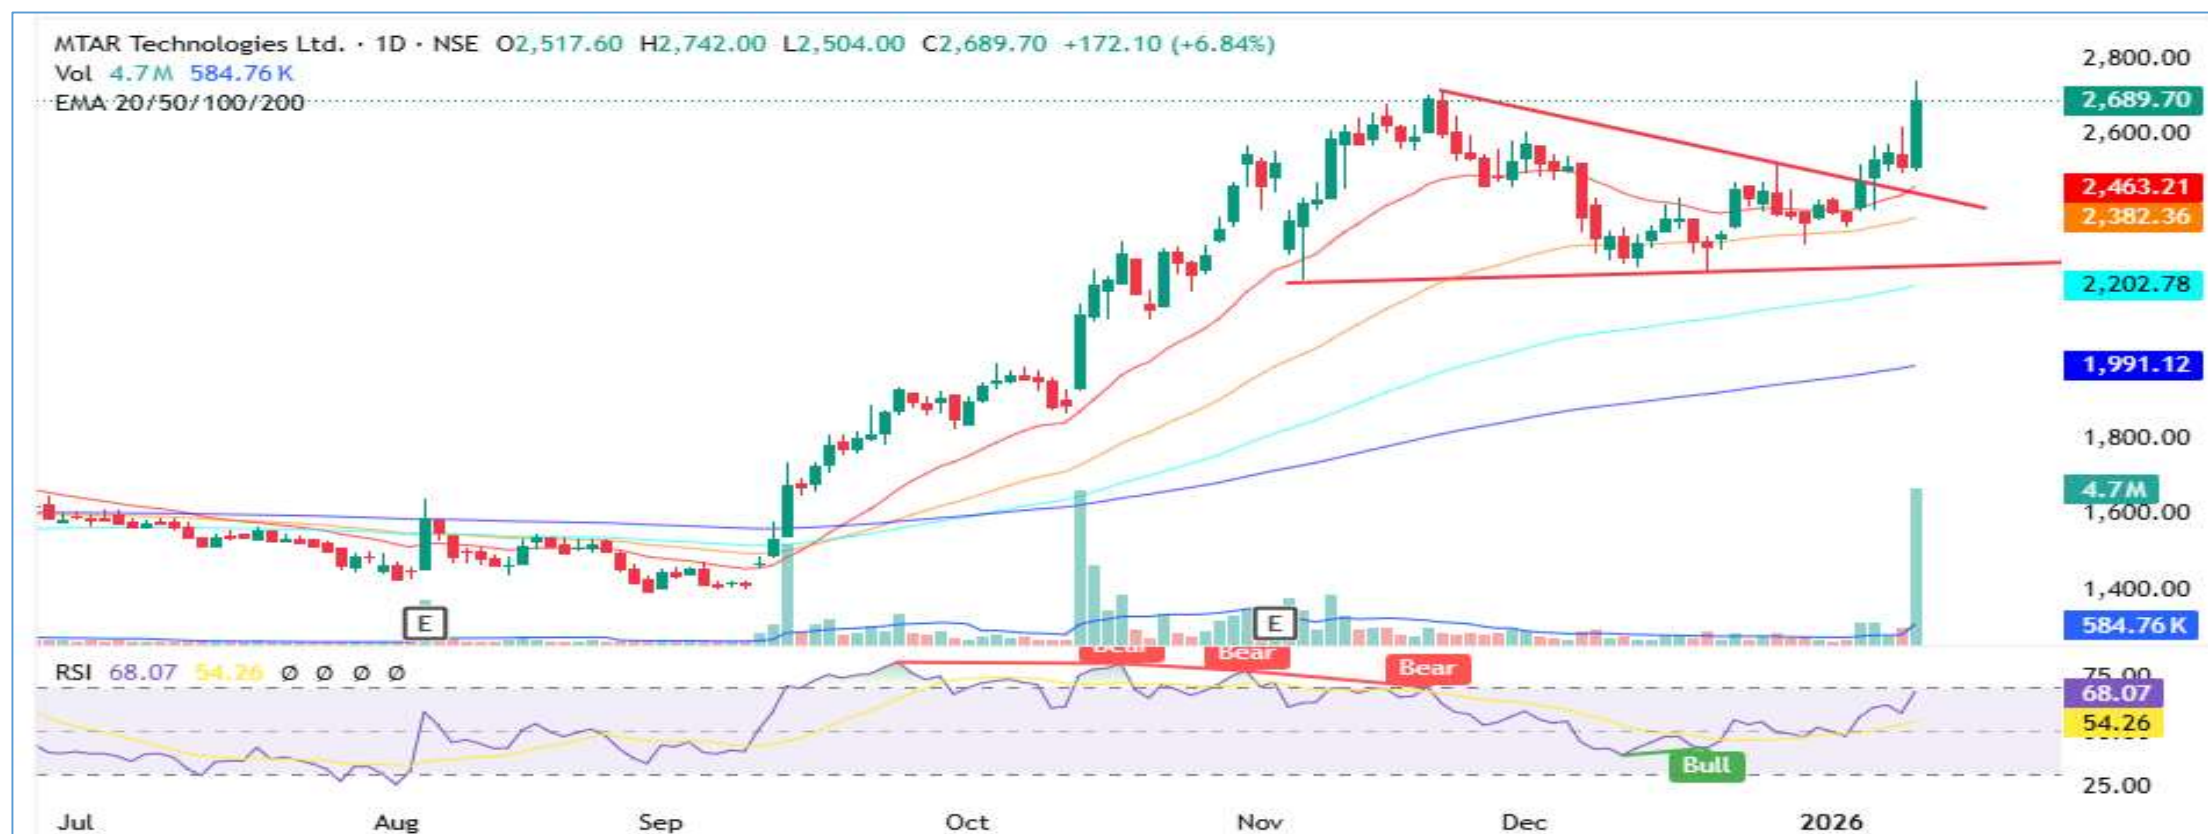 MTAR Technologies Ltd. · 1D · NSE O2,517.60 H2,742.00 L2,504.00 C2,689.70 +172.10 (+6.84%)
Vol 4.7M 584.76K
EMA 20/50/100/200
2,800.00
2,689.70
2,600.00
2,463.21
2,382.36
2,202.78
1,991.12
1,800.00
4.7M
1,600.00
1,400.00
584.76K
E
E
RSI 68.07 54.26 Ø Ø Ø Ø
Bear
Bear
Bear
Bull
75.00
68.07
54.26
25.00
Jul Aug Sep Oct Nov Dec 2026